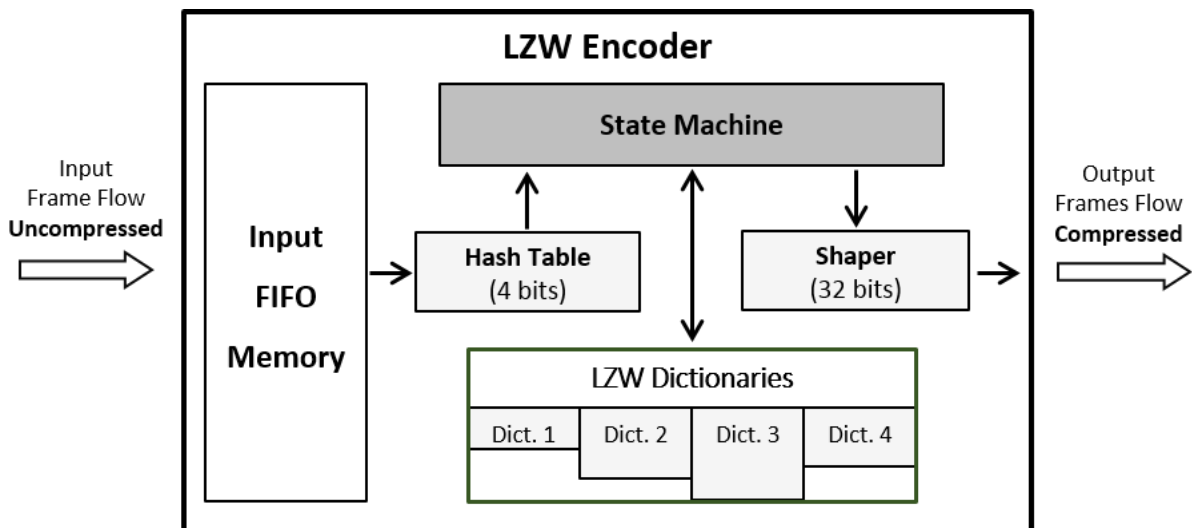 LZW Encoder
Input
Frame Flow
Uncompressed
Input
FIFO
Memory
State Machine
Hash Table
(4 bits)
Shaper
(32 bits)
LZW Dictionaries
Dict. 1
Dict. 2
Dict. 3
Dict. 4
Output
Frames Flow
Compressed